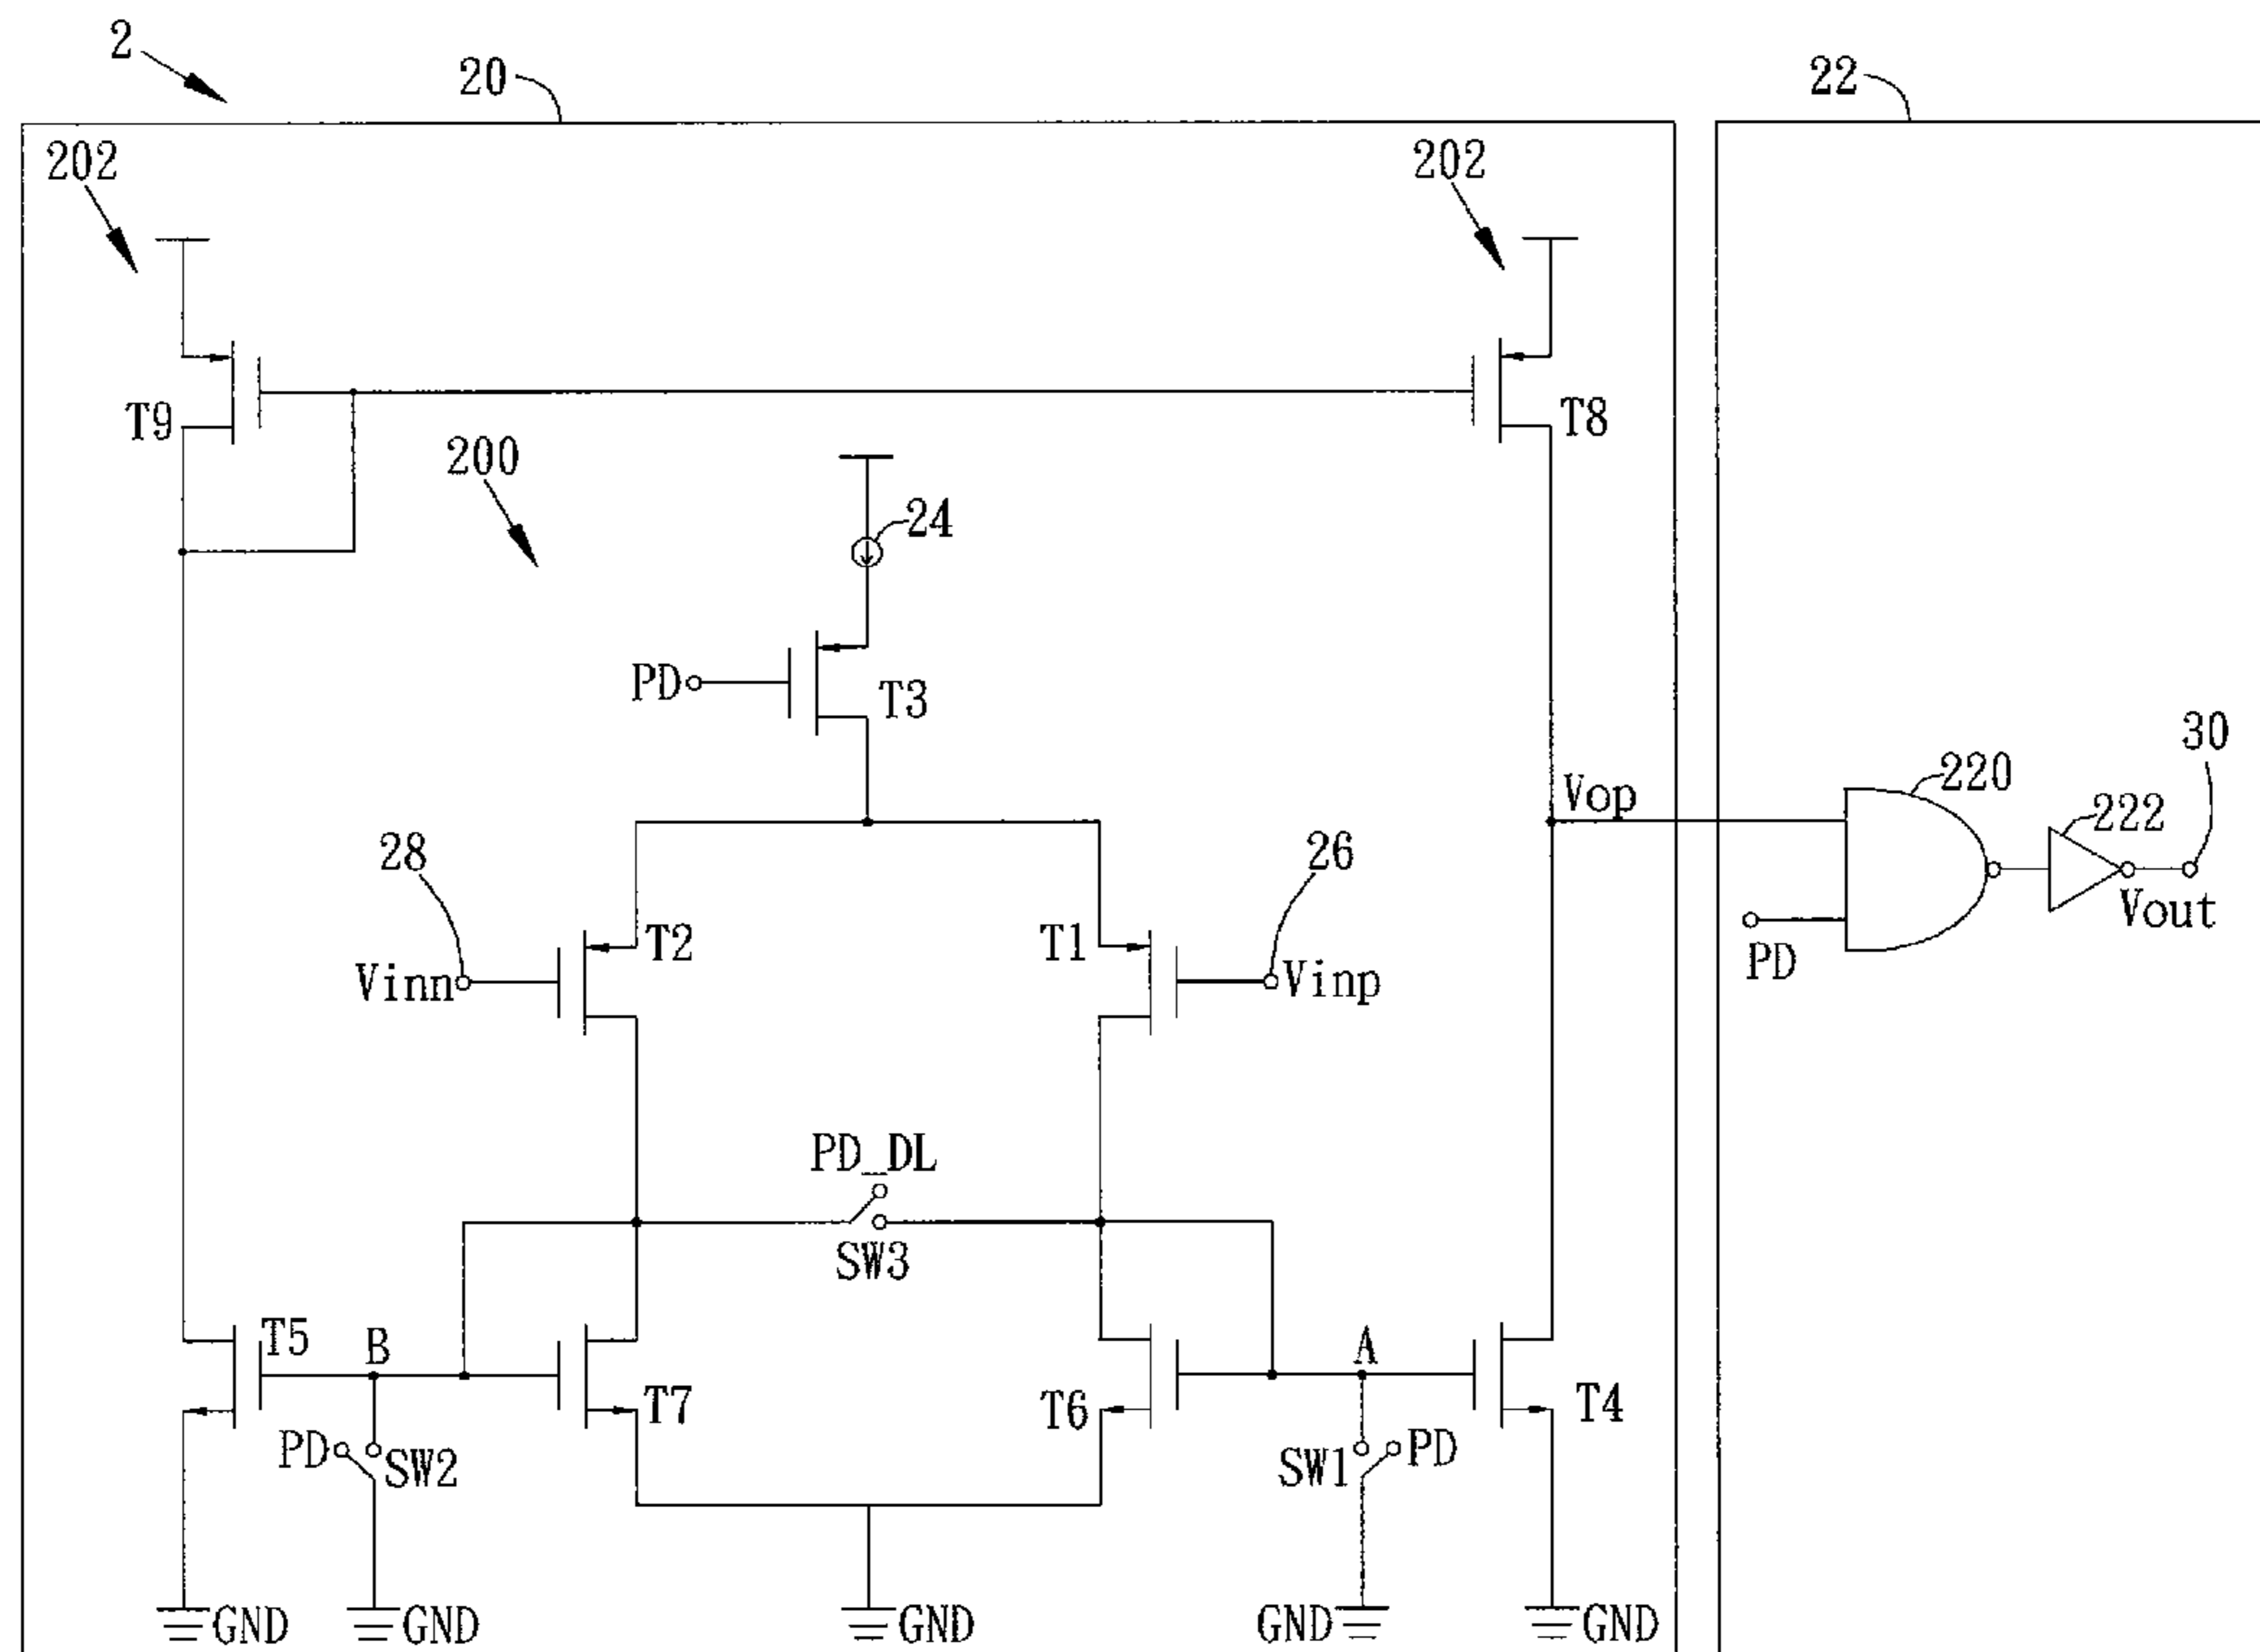 2
20
22
202
202
T9
T8
200
24
PD
T3
30
Vop
220
222
28
26
T2
T1
Vinn
Vinp
Vout
PD
PD_DL
SW3
T5
B
A
T7
T6
T4
PD
SW2
SW1
PD
GND
GND
GND
GND
GND